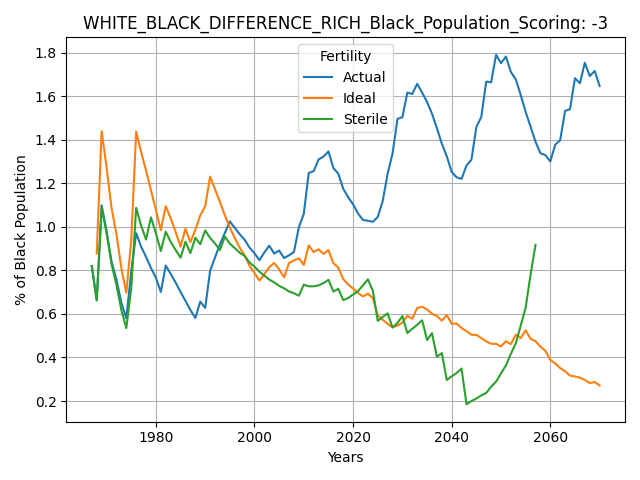 WHITE_BLACK_DIFFERENCE_RICH_Black_Population_Scoring: -3
Fertility
Actual
Ideal
Sterile
% of Black Population
1.8
1.6
1.4
1.2
1.0
0.8
0.6
0.4
0.2
1980
2000
2020
2040
2060
Years